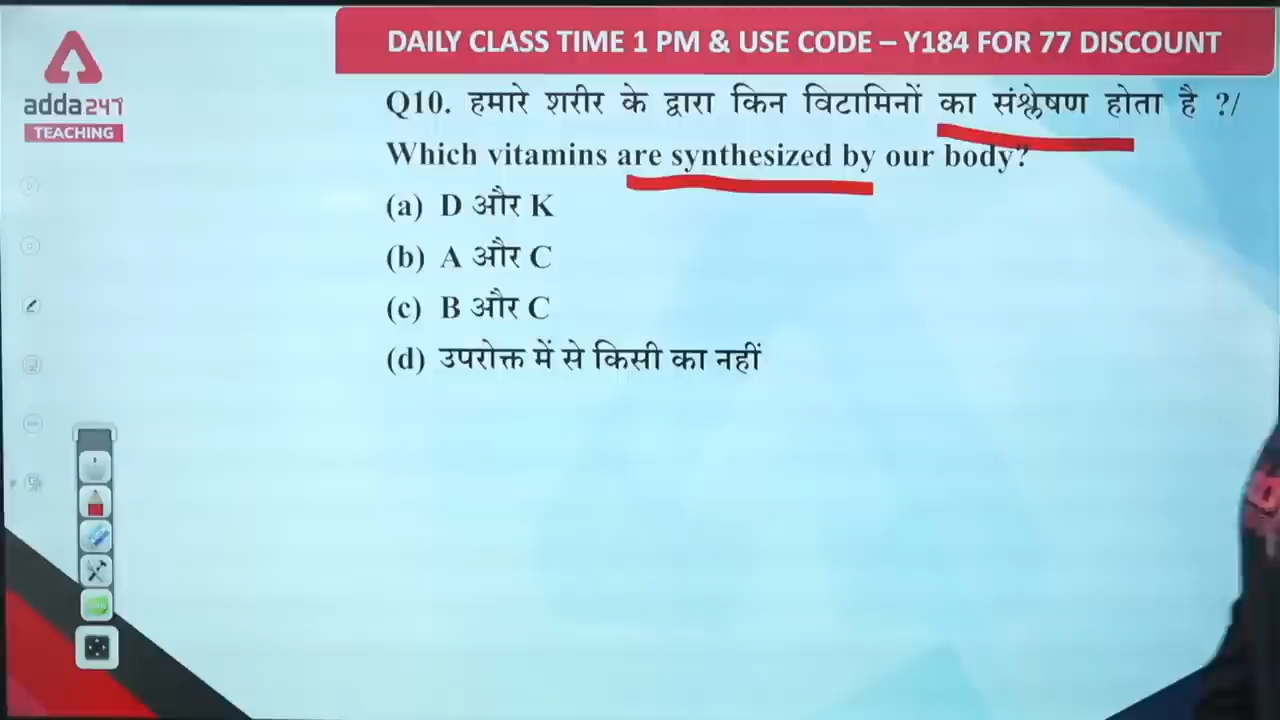 DAILY CLASS TIME 1 PM & USE CODE – Y184 FOR 77 DISCOUNT
adda247
TEACHING
Q10. हमारे शरीर के द्वारा किन विटामिनों का संश्लेषण होता है ?/
Which vitamins are synthesized by our body?
(a) D और K
(b) A और C
(c) B और C
(d) उपरोक्त में से किसी का नहीं